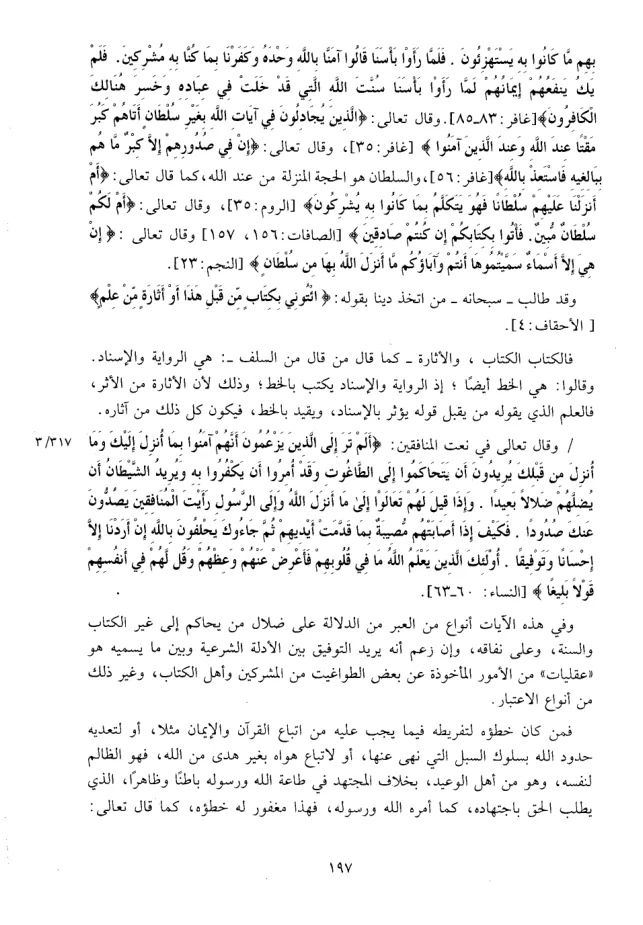 بهم مَّا كَانُوا بِه يَسْتَهْزِئُونَ . فَلَمَّا رَأَوْا بَأْسَنَا قَالُوا آمَنَّا بِاللَّه وَحْدَهُ وَكَفَرْنَا بِمَا كُنَّا بِه مُشْرِكِينَ. فَلَمْ
يَكُ يَنفَعُهُمْ إِيمَانُهُمْ لَمَّا رَأَوْا بَأْسَنَا سُنَّتَ اللَّه الَّتِي قَدْ خَلَتْ فِي عِبَاده وَخَسِرَ هُنَالِكَ
الْكَافِرُونَ﴾[غافر:٨٣ـ٨٥]. وقال تعالى: ﴿الَّذِينَ يُجَادِلُونَ فِي آيَات اللَّه بِغَيْرِ سُلْطَان أَتَاهُمْ كَبُرَ
مَقْتًا عِندَ اللَّه وَعِندَ الَّذِينَ آمَنُوا ﴾ [غافر:٣٥]، وقال تعالى: ﴿إِن فِي صُدُورِهِمْ إِلاَّ كِبْرٌ مَّا هُم
بِبَالِغِيه فَاسْتَعِذْ بِاللَّه﴾[غافر:٥٦]، والسلطان هو الحجة المنزلة من عند الله،كما قال تعالى: ﴿أَمْ
أَنزَلْنَا عَلَيْهِمْ سُلْطَانًا فَهُوَ يَتَكَلَّمُ بِمَا كَانُوا بِه يُشْرِكُونَ﴾ [الروم:٣٥]، وقال تعالى: ﴿أَمْ لَكُمْ
سُلْطَانٌ مُّبِينٌ. فَأْتُوا بِكِتَابِكُمْ إِن كُنتُمْ صَادِقِينَ ﴾ [الصافات:١٥٦، ١٥٧] وقال تعالى :﴿ إِنْ
هِيَ إِلاَّ أَسْمَاءٌ سَمَّيْتُمُوهَا أَنتُمْ وَآبَاؤُكُم مَّا أَنزَلَ اللَّهُ بِهَا مِن سُلْطَان ﴾ [النجم:٢٣].
وقد طالب ـ سبحانه ـ من اتخذ دينا بقوله:﴿ ائْتُونِي بِكِتَابٍ مِّن قَبْلِ هَذَا أَوْ أَثَارَةٍ مِّنْ عِلْمٍ﴾
[ الأحقاف:٤].
فالكتاب الكتاب ، والأثارة ـ كما قال من قال من السلف ـ: هي الرواية والإسناد.
وقالوا: هي الخط أيضًا ؛ إذ الرواية والإسناد يكتب بالخط؛ وذلك لأن الأثارة من الأثر،
فالعلم الذي يقوله من يقبل قوله يؤثر بالإسناد، ويقيد بالخط، فيكون كل ذلك من آثاره.
٣/٣١٧ / وقال تعالى في نعت المنافقين: ﴿أَلَمْ تَرَ إِلَى الَّذِينَ يَزْعُمُونَ أَنَّهُمْ آمَنُوا بِمَا أُنزِلَ إِلَيْكَ وَمَا
أُنزِلَ مِن قَبْلِكَ يُرِيدُونَ أَن يَتَحَاكَمُوا إِلَى الطَّاغُوت وَقَدْ أُمِرُوا أَن يَكْفُرُوا بِه وَيُرِيدُ الشَّيْطَانُ أَن
يُضِلَّهُمْ ضَلالاً بَعِيدًا . وَإِذَا قِيلَ لَهُمْ تَعَالَوْا إِلَىٰ مَا أَنزَلَ اللَّهُ وَإِلَى الرَّسُولِ رَأَيْتَ الْمُنَافِقِينَ يَصُدُّونَ
عَنكَ صُدُودًا . فَكَيْفَ إِذَا أَصَابَتْهُم مُّصِيبَةٌ بِمَا قَدَّمَتْ أَيْدِيهِمْ ثُمَّ جَاءُوكَ يَحْلِفُونَ بِاللَّهِ إِنْ أَرَدْنَا إِلاَّ
إِحْسَانًا وَتَوْفِيقًا . أُوْلَئِكَ الَّذِينَ يَعْلَمُ اللَّهُ مَا فِي قُلُوبِهِمْ فَأَعْرِضْ عَنْهُمْ وَعِظْهُمْ وَقُل لَّهُمْ فِي أَنفُسِهِمْ
قَوْلاً بَلِيغًا ﴾ [النساء: ٦٠ـ٦٣].
وفي هذه الآيات أنواع من العبر من الدلالة على ضلال من يحاكم إلى غير الكتاب
والسنة، وعلى نفاقه، وإن زعم أنه يريد التوفيق بين الأدلة الشرعية وبين ما يسميه هو
«عقليات» من الأمور المأخوذة عن بعض الطواغيت من المشركين وأهل الكتاب، وغير ذلك
من أنواع الاعتبار.
فمن كان خطؤه لتفريطه فيما يجب عليه من اتباع القرآن والإيمان مثلا، أو لتعديه
حدود الله بسلوك السبل التي نهى عنها، أو لاتباع هواه بغير هدى من الله، فهو الظالم
لنفسه، وهو من أهل الوعيد، بخلاف المجتهد في طاعة الله ورسوله باطنًا وظاهرًا، الذي
يطلب الحق باجتهاده، كما أمره الله ورسوله، فهذا مغفور له خطؤه، كما قال تعالى:
١٩٧